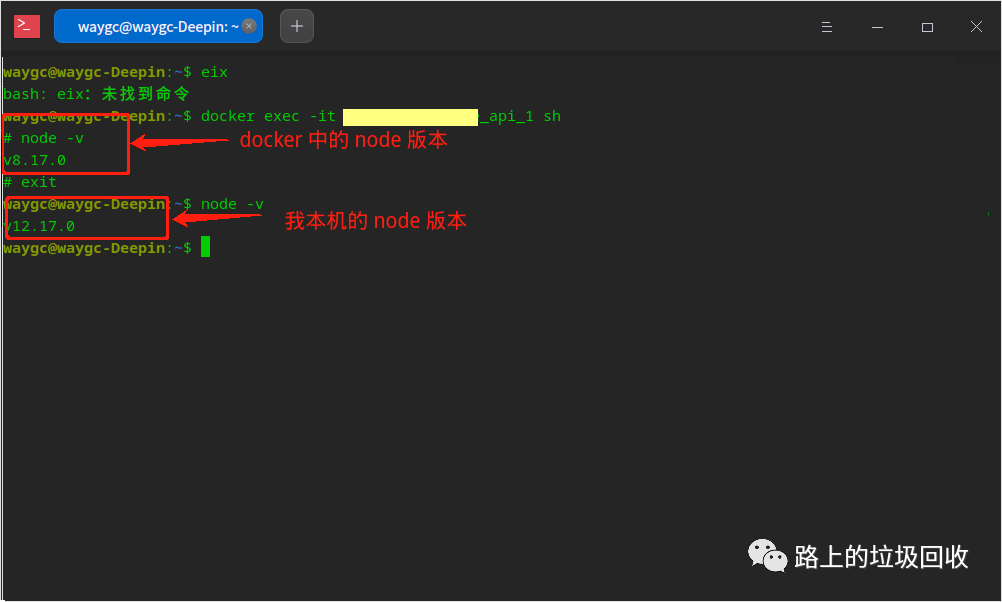 waygc@waygc-Deepin: ~
waygc@waygc-Deepin:~$ eix
bash: eix：未找到命令
waygc@waygc-Deepin:~$ docker exec -it _api_1 sh
# node -v
docker 中的 node 版本
v8.17.0
# exit
waygc@waygc-Deepin:~$ node -v
我本机的 node 版本
v12.17.0
waygc@waygc-Deepin:~$
路上的垃圾回收